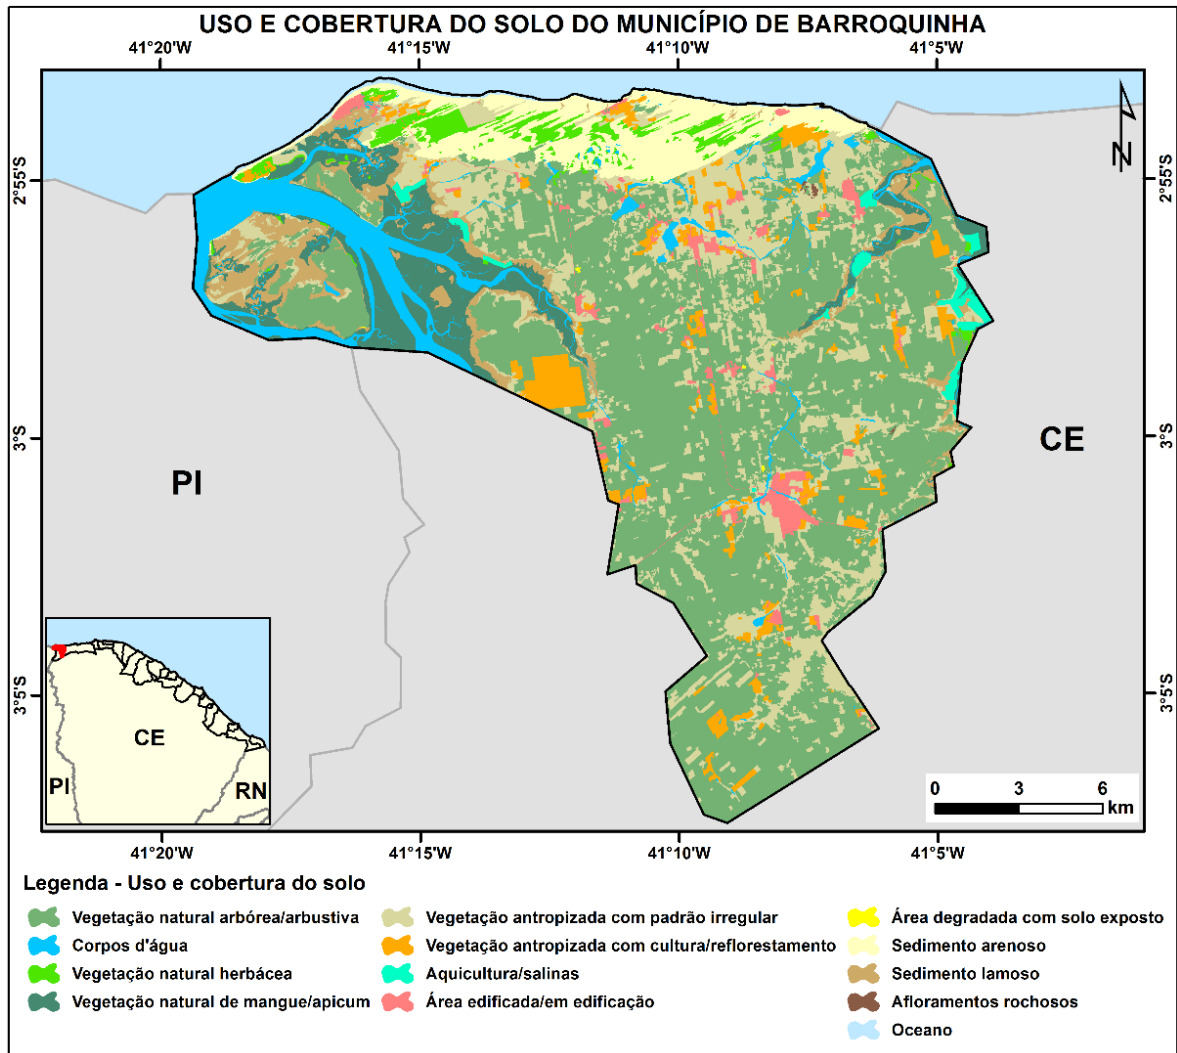 USO E COBERTURA DO SOLO DO MUNICÍPIO DE BARROQUINHA
41°20'W 41°15'W 41°10'W 41°5'W
N
2°55'S 2°55'S
3°S 3°S
PI
CE
3°5'S 3°5'S
CE
PI
RN
0 3 6
km
41°20'W 41°15'W 41°10'W 41°5'W
Legenda - Uso e cobertura do solo
Vegetação natural arbórea/arbustiva
Corpos d'água
Vegetação natural herbácea
Vegetação natural de mangue/apicum
Vegetação antropizada com padrão irregular
Vegetação antropizada com cultura/reflorestamento
Aquicultura/salinas
Área edificada/em edificação
Área degradada com solo exposto
Sedimento arenoso
Sedimento lamoso
Afloramentos rochosos
Oceano